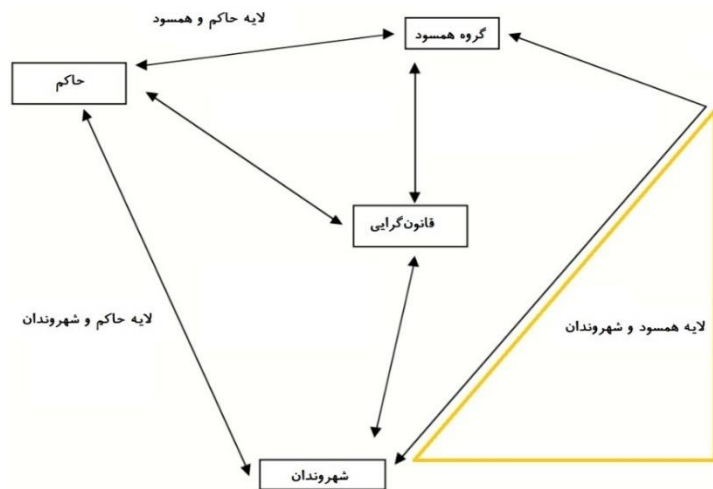 لایه حاکم و همسود
گروه همسود
حاکم
قانون‌گرایی
لایه حاکم و شهروندان
لایه همسود و شهروندان
شهروندان